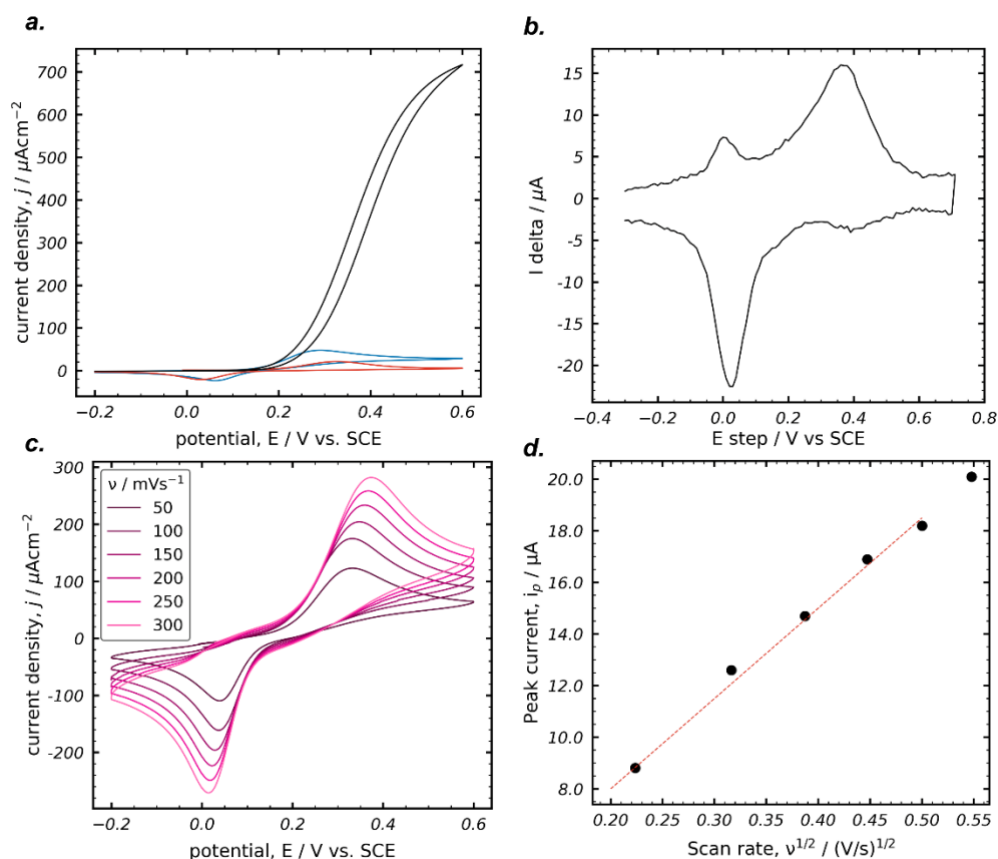 a.
700
600
500
400
300
200
100
0
current density, j / μAcm⁻²
−0.2 0.0 0.2 0.4 0.6
potential, E / V vs. SCE
b.
15
10
5
0
-5
-10
-15
-20
I delta / μA
−0.4 −0.2 0.0 0.2 0.4 0.6 0.8
E step / V vs SCE
c.
300
200
100
0
-100
-200
current density, j / μAcm⁻²
ν / mVs⁻¹
50
100
150
200
250
300
−0.2 0.0 0.2 0.4 0.6
potential, E / V vs. SCE
d.
20.0
18.0
16.0
14.0
12.0
10.0
8.0
Peak current, iₚ / μA
0.20 0.25 0.30 0.35 0.40 0.45 0.50 0.55
Scan rate, ν¹ᐟ² / (V/s)¹ᐟ²